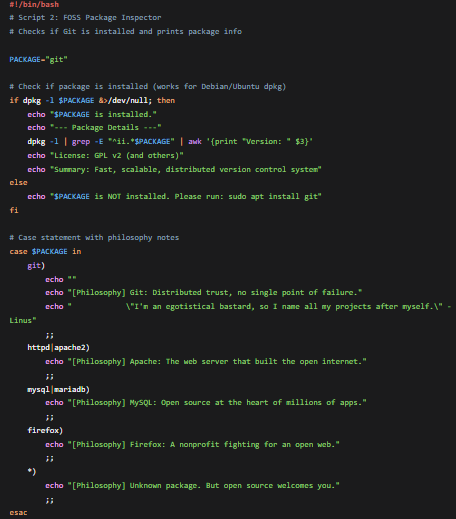 #!/bin/bash
# Script 2: FOSS Package Inspector
# Checks if Git is installed and prints package info

PACKAGE="git"

# Check if package is installed (works for Debian/Ubuntu dpkg)
if dpkg -l $PACKAGE &>/dev/null; then
    echo "$PACKAGE is installed."
    echo "--- Package Details ---"
    dpkg -l | grep -E "^ii.*$PACKAGE" | awk '{print "Version: " $3}'
    echo "License: GPL v2 (and others)"
    echo "Summary: Fast, scalable, distributed version control system"
else
    echo "$PACKAGE is NOT installed. Please run: sudo apt install git"
fi

# Case statement with philosophy notes
case $PACKAGE in
    git)
        echo ""
        echo "[Philosophy] Git: Distributed trust, no single point of failure."
        echo "            \"I'm an egotistical bastard, so I name all my projects after myself.\" -
Linus"
        ;;
    httpd|apache2)
        echo "[Philosophy] Apache: The web server that built the open internet."
        ;;
    mysql|mariadb)
        echo "[Philosophy] MySQL: Open source at the heart of millions of apps."
        ;;
    firefox)
        echo "[Philosophy] Firefox: A nonprofit fighting for an open web."
        ;;
    *)
        echo "[Philosophy] Unknown package. But open source welcomes you."
        ;;
esac